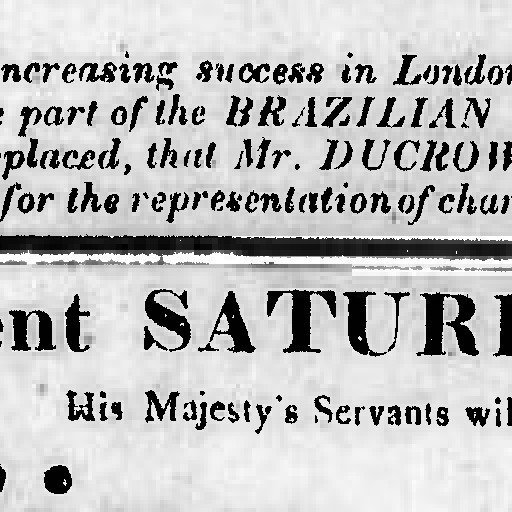 ncreasing success in London
part of the BRAZILIAN
placed, that Mr. DUCROW
for the representation of char
ent SATUR
His Majesty's Servants wil